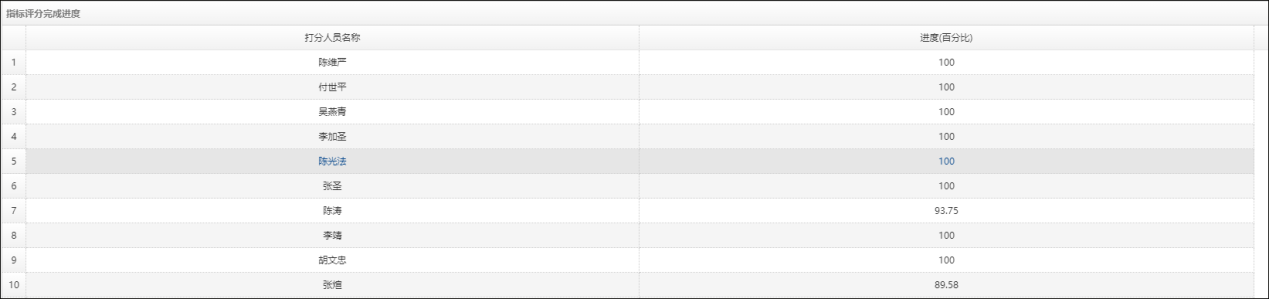 指标评分完成进度
打分人员名称 进度(百分比)
1 陈维严 100
2 付世平 100
3 吴燕青 100
4 李加圣 100
5 陈光法 100
6 张圣 100
7 陈涛 93.75
8 李靖 100
9 胡文忠 100
10 张煊 89.58